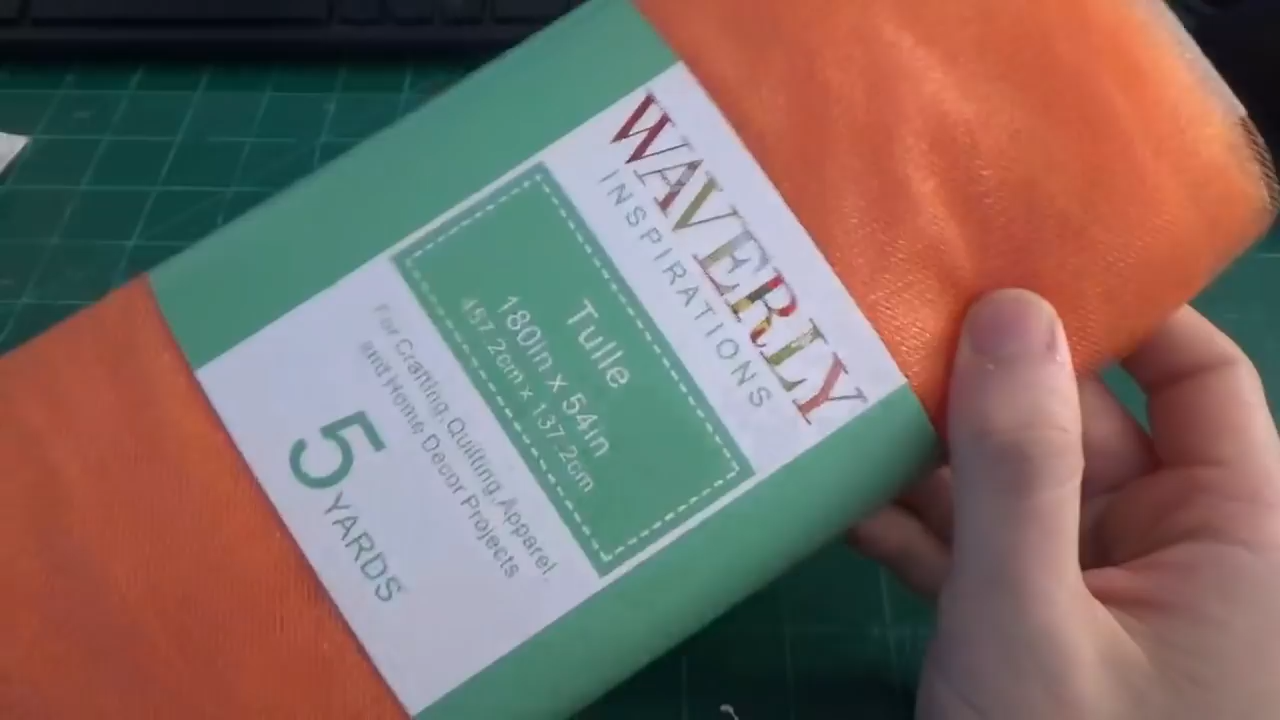 WAVERLY
INSPIRATIONS
Tulle
180in x 54in
457.2cm x 137.2cm
For Crafting, Quilting, Apparel,
and Home Decor Projects
5 YARDS